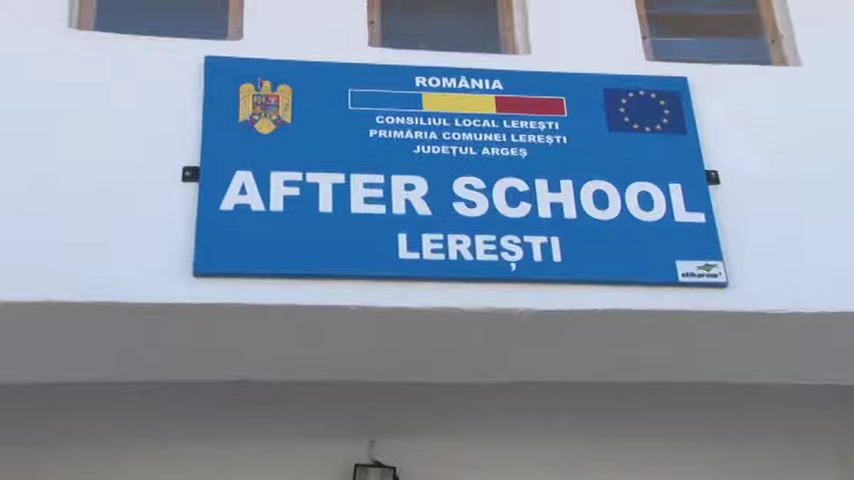 ROMÂNIA
CONSILIUL LOCAL LEREȘTI
PRIMĂRIA COMUNEI LEREȘTI
JUDEȚUL ARGEȘ
AFTER SCHOOL
LEREȘTI